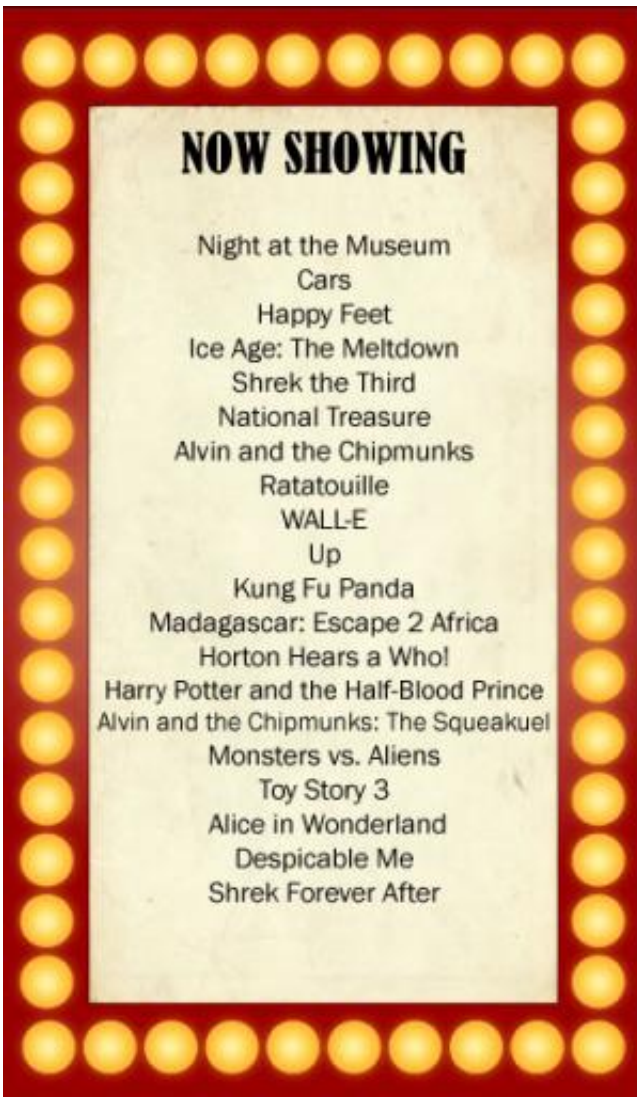 NOW SHOWING
Night at the Museum
Cars
Happy Feet
Ice Age: The Meltdown
Shrek the Third
National Treasure
Alvin and the Chipmunks
Ratatouille
WALL-E
Up
Kung Fu Panda
Madagascar: Escape 2 Africa
Horton Hears a Who!
Harry Potter and the Half-Blood Prince
Alvin and the Chipmunks: The Squeakuel
Monsters vs. Aliens
Toy Story 3
Alice in Wonderland
Despicable Me
Shrek Forever After